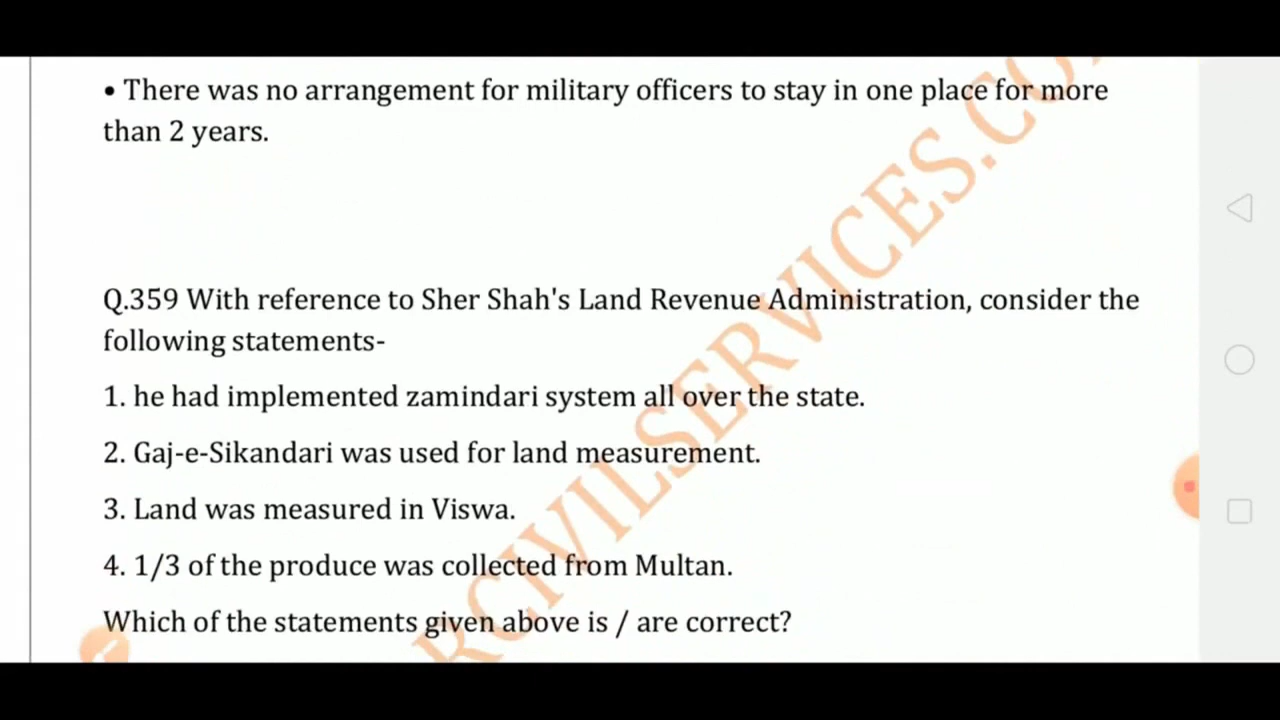 • There was no arrangement for military officers to stay in one place for more
than 2 years.
Q.359 With reference to Sher Shah's Land Revenue Administration, consider the
following statements-
1. he had implemented zamindari system all over the state.
2. Gaj-e-Sikandari was used for land measurement.
3. Land was measured in Viswa.
4. 1/3 of the produce was collected from Multan.
Which of the statements given above is / are correct?
RCIVILSERVICES.CO